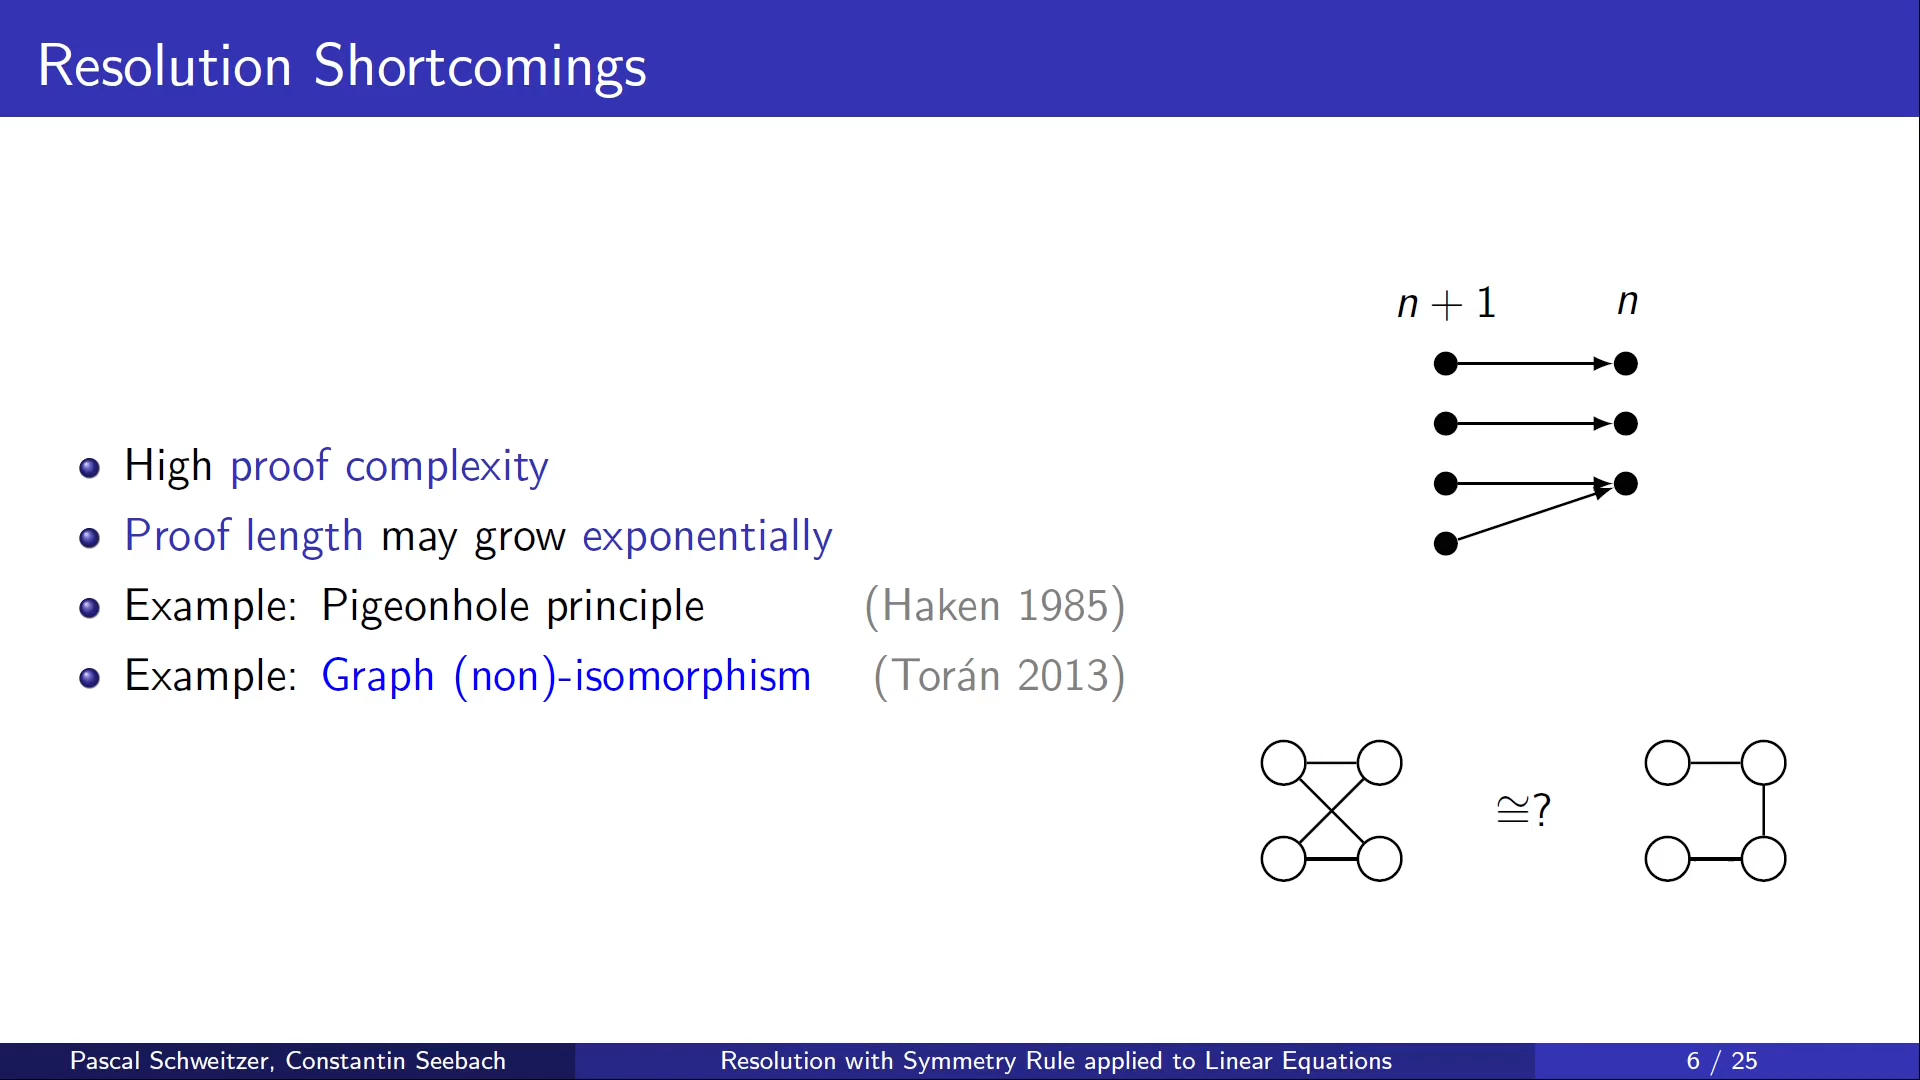 Resolution Shortcomings
High proof complexity
Proof length may grow exponentially
Example: Pigeonhole principle (Haken 1985)
Example: Graph (non)-isomorphism (Torán 2013)
n + 1 n
≅?
Pascal Schweitzer, Constantin Seebach Resolution with Symmetry Rule applied to Linear Equations 6 / 25